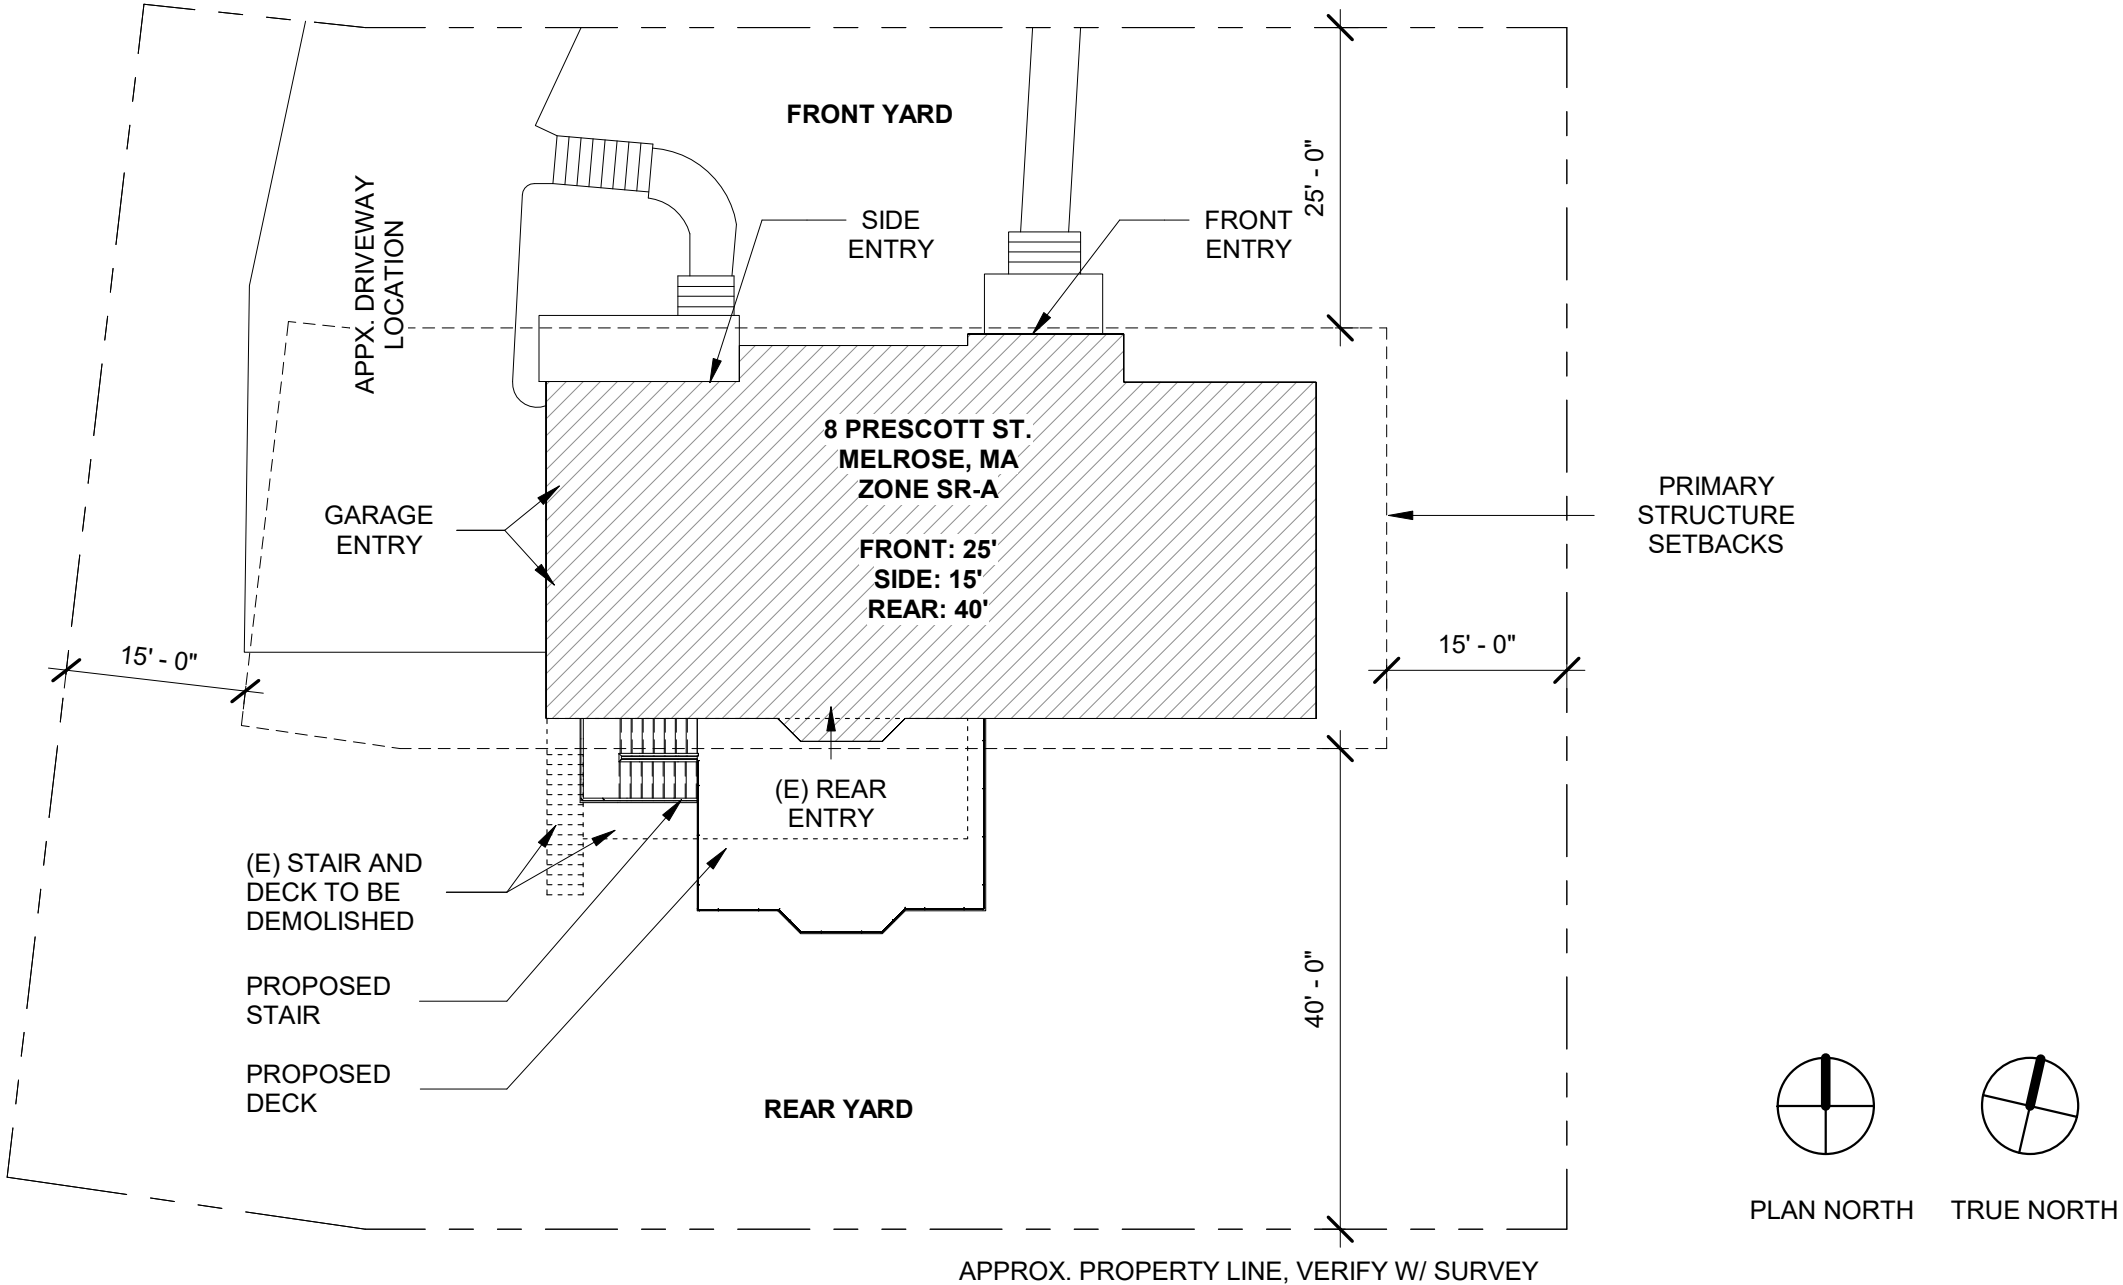 FRONT YARD
25' - 0"
APPX. DRIVEWAY
LOCATION
SIDE
ENTRY
FRONT
ENTRY
8 PRESCOTT ST.
MELROSE, MA
ZONE SR-A
FRONT: 25'
SIDE: 15'
REAR: 40'
GARAGE
ENTRY
PRIMARY
STRUCTURE
SETBACKS
15' - 0"
15' - 0"
(E) REAR
ENTRY
(E) STAIR AND
DECK TO BE
DEMOLISHED
PROPOSED
STAIR
40' - 0"
PROPOSED
DECK
REAR YARD
PLAN NORTH
TRUE NORTH
APPROX. PROPERTY LINE, VERIFY W/ SURVEY